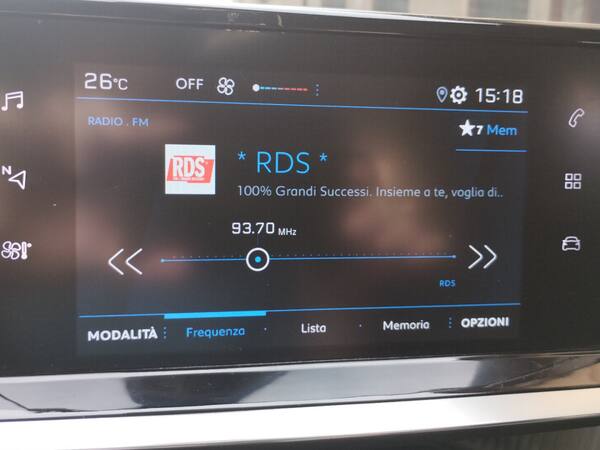 26°C OFF 15:18
RADIO . FM
7 Mem
RDS
* RDS *
100% Grandi Successi. Insieme a te, voglia di..
93.70 MHz
RDS
MODALITÀ Frequenza Lista Memoria OPZIONI
N